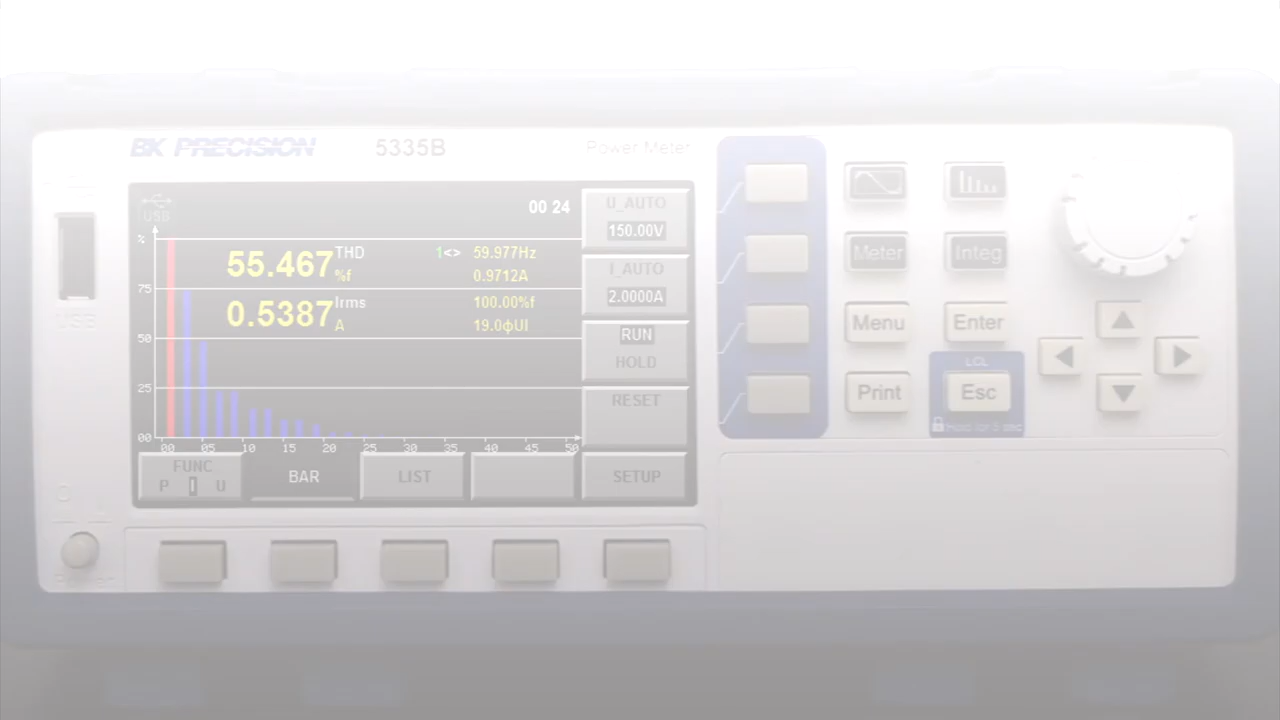 BK PRECISION 5335B Power Meter
USB
00 24
U_AUTO
150.00V
%
55.467 THD %f
1<> 59.977Hz
0.9712A
I_AUTO
2.0000A
75
0.5387 Irms A
100.00%f
19.0ϕUI
50
RUN
HOLD
25
RESET
00
00 05 10 15 20 25 30 35 40 45 50
FUNC
P I U
BAR
LIST
SETUP
USB
Meter
Integ
Menu
Enter
LCL
Print
Esc
Hold for 5 sec